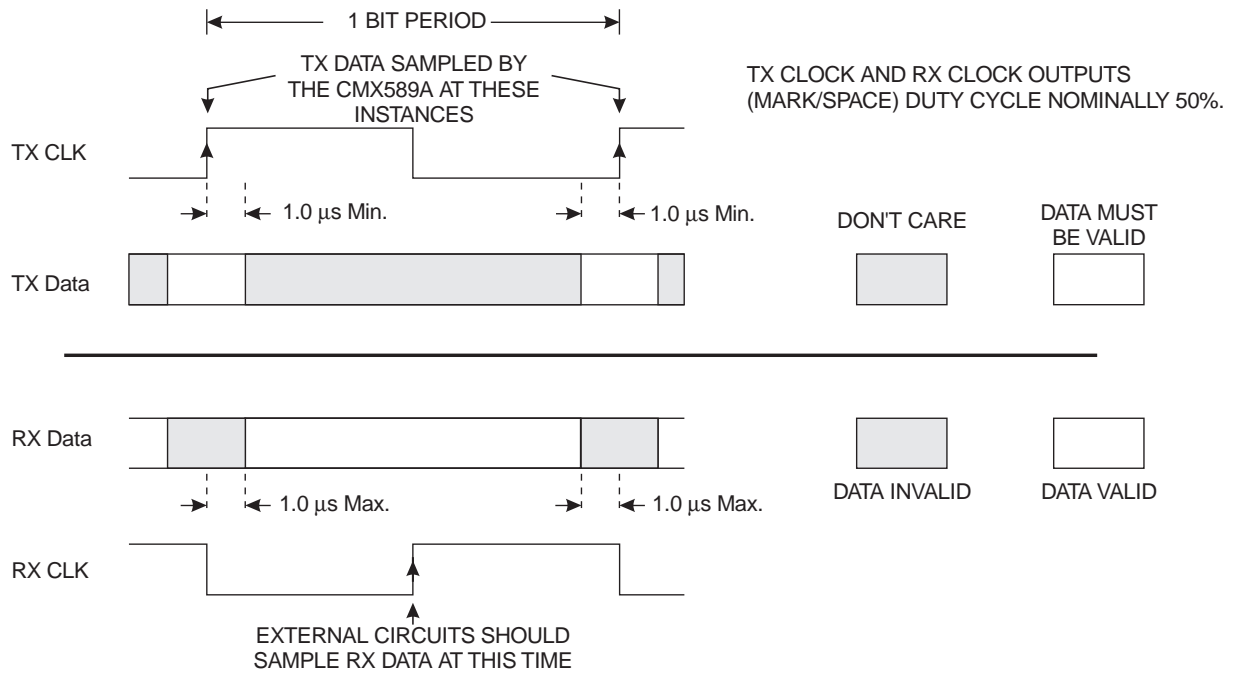 1 BIT PERIOD
TX DATA SAMPLED BY
THE CMX589A AT THESE
INSTANCES
TX CLOCK AND RX CLOCK OUTPUTS
(MARK/SPACE) DUTY CYCLE NOMINALLY 50%.
TX CLK
1.0 μs Min.
1.0 μs Min.
DON'T CARE
DATA MUST
BE VALID
TX Data
RX Data
1.0 μs Max.
1.0 μs Max.
DATA INVALID
DATA VALID
RX CLK
EXTERNAL CIRCUITS SHOULD
SAMPLE RX DATA AT THIS TIME